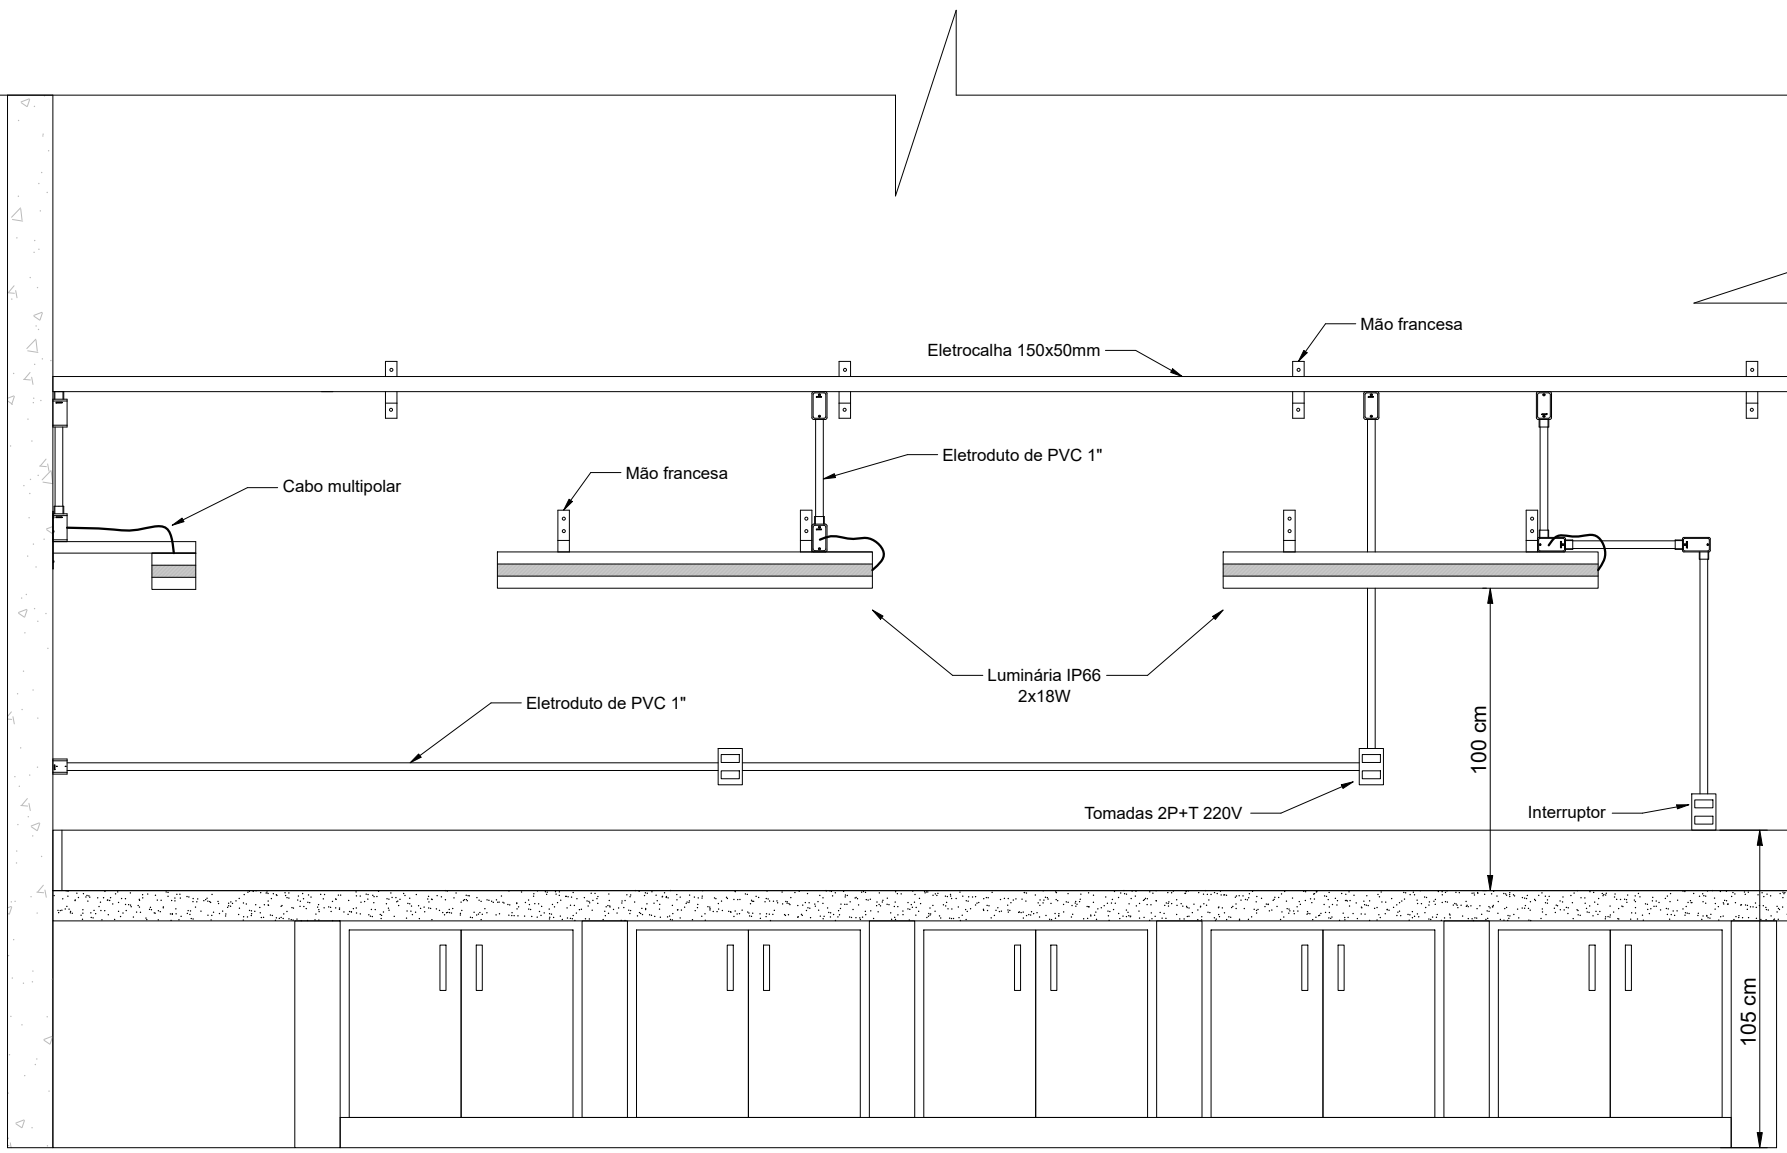 Mão francesa
Eletrocalha 150x50mm
Eletroduto de PVC 1"
Mão francesa
Cabo multipolar
Luminária IP66
2x18W
Eletroduto de PVC 1"
100 cm
Tomadas 2P+T 220V
Interruptor
105 cm